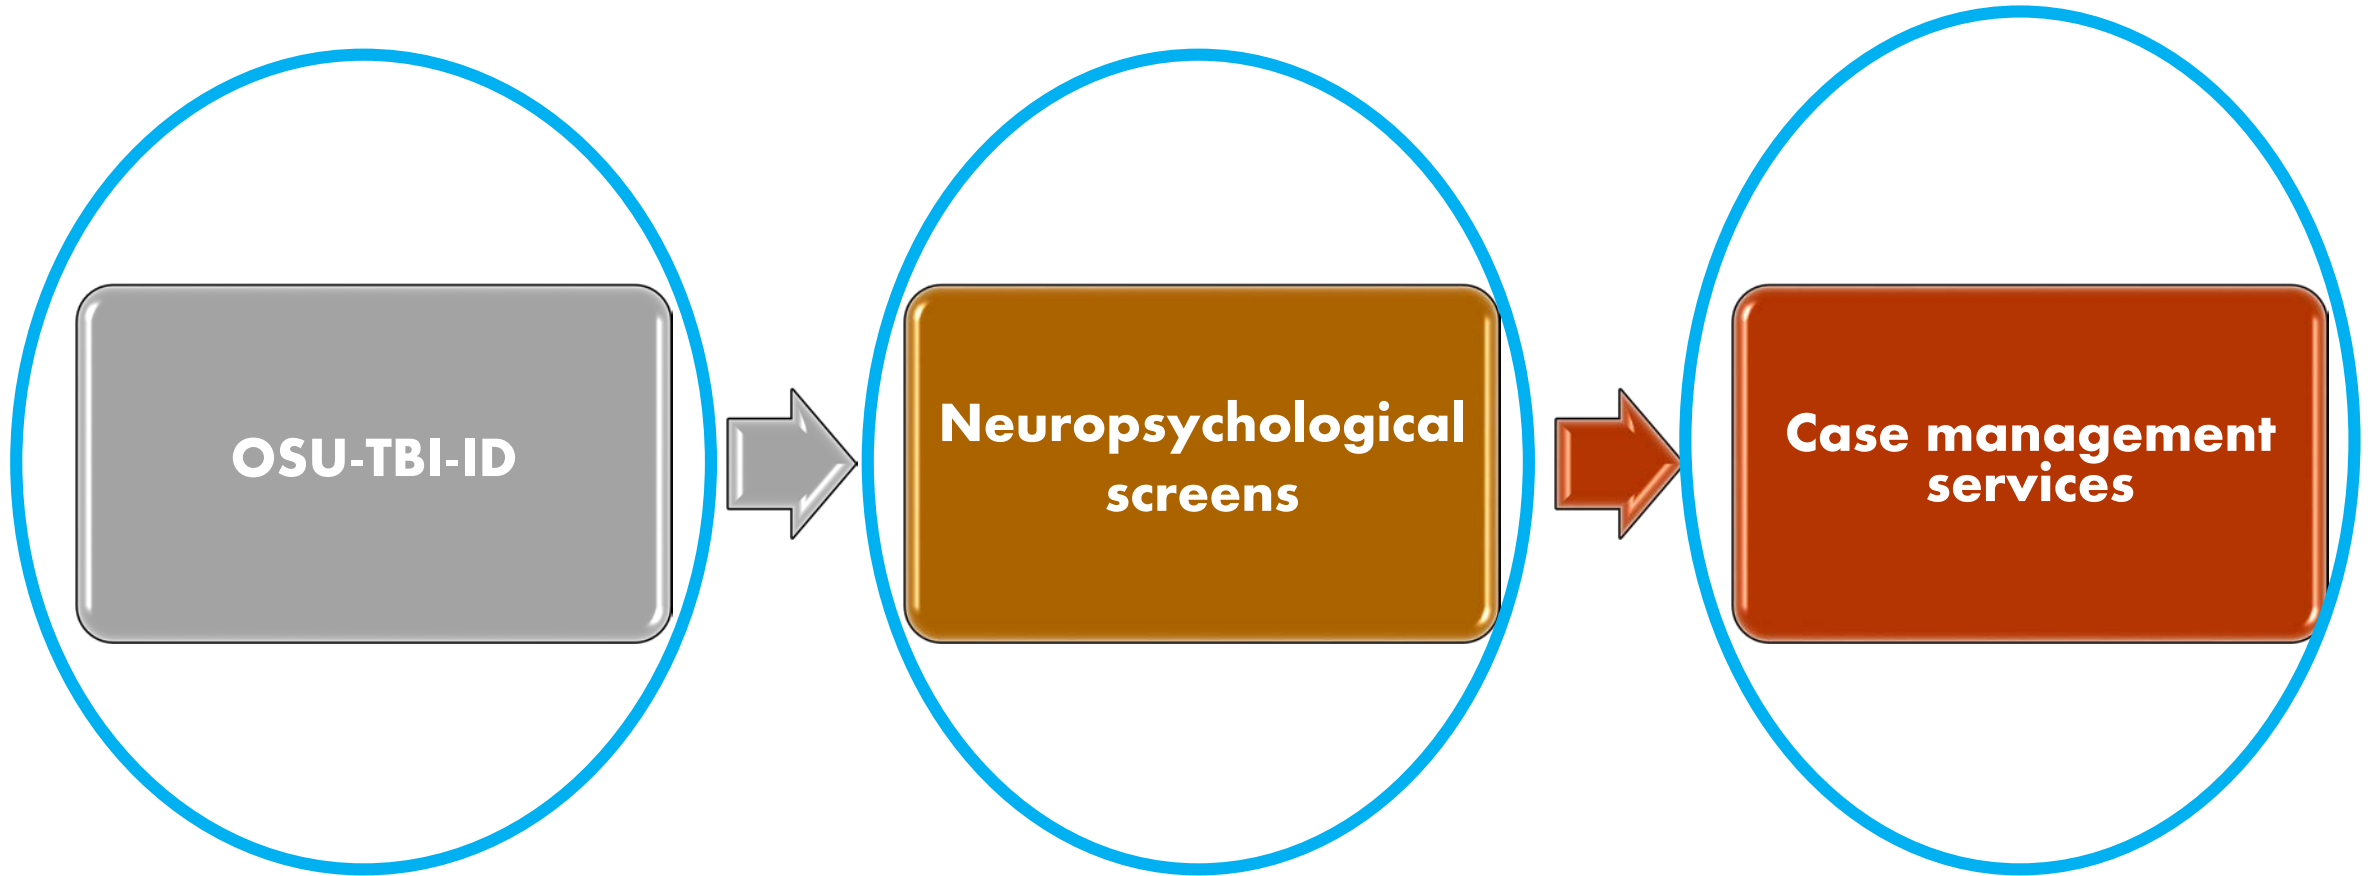 OSU-TBI-ID
Neuropsychological
screens
Case management
services